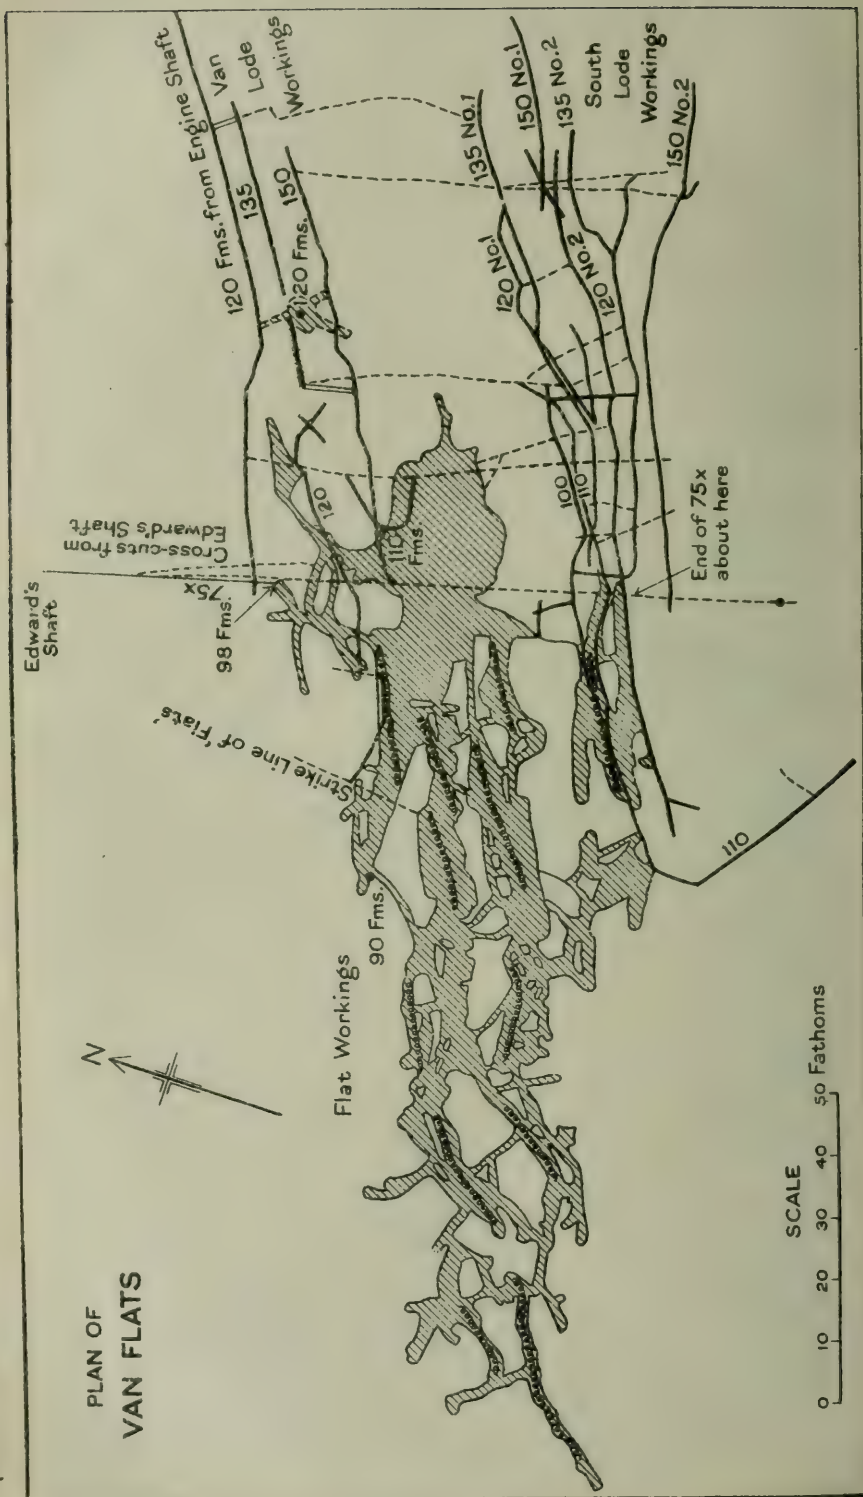 PLAN OF
VAN FLATS
N
Flat Workings
90 Fms.
Strike Line of 'Flats'
Edward's
Shaft
98 Fms.
75x
Cross-cuts from
Edward's Shaft
120 Fms. from Engine Shaft
Van
Lode
Workings
135
150
120 Fms.
120
110
Fms
135 No.1
150 No.1
135 No.2
South
Lode
Workings
150 No.2
120 No.1
120 No.2
100
110
End of 75x
about here
110
SCALE
0 10 20 30 40 50 Fathoms